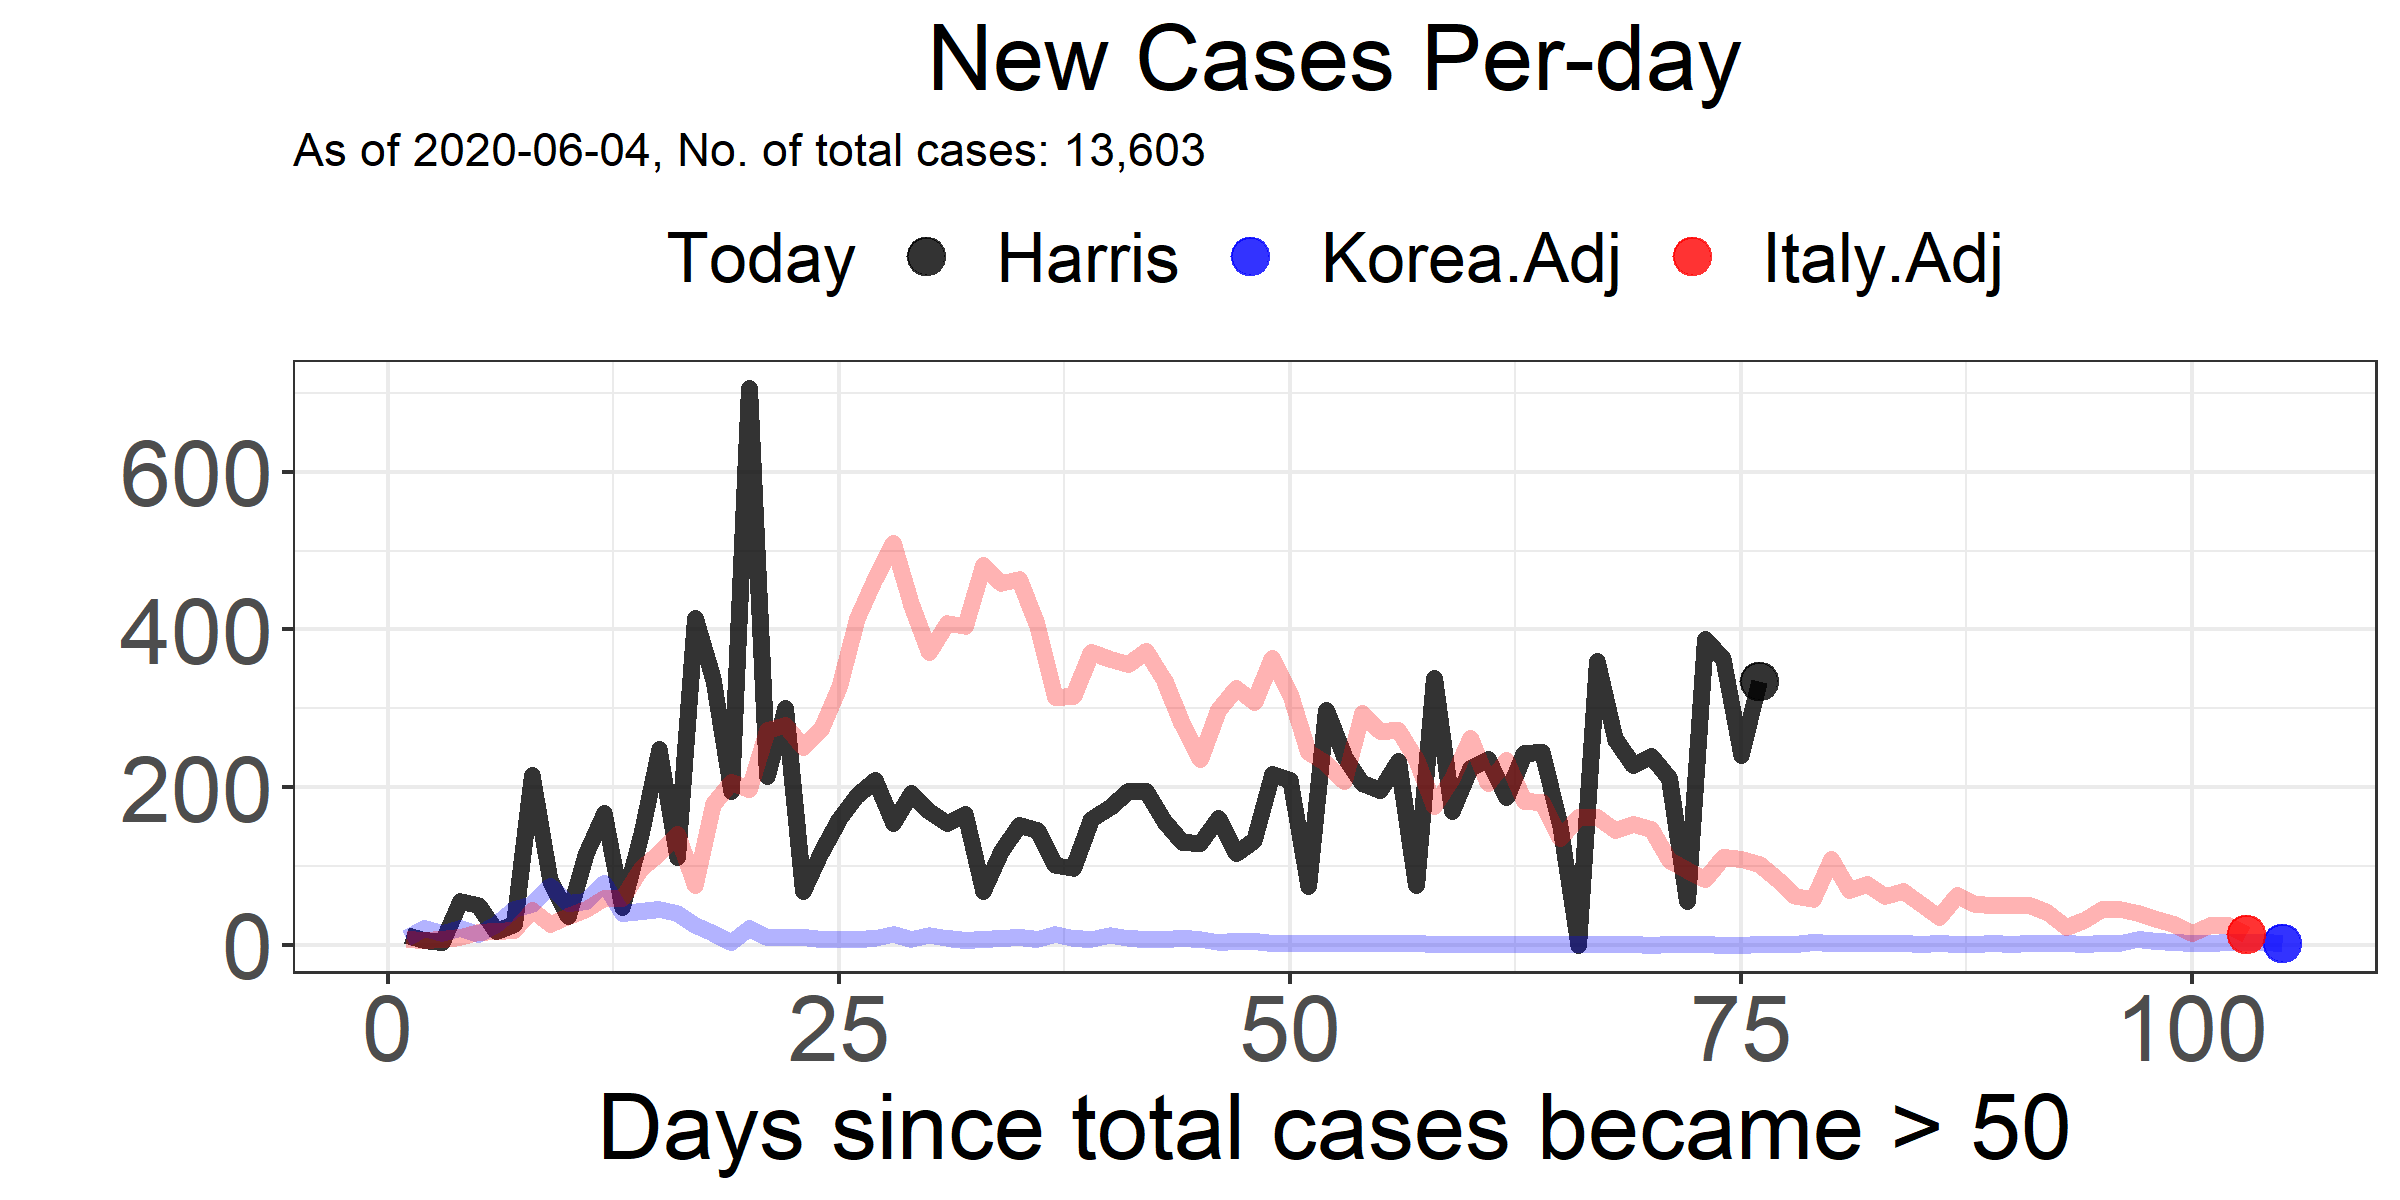 New Cases Per-day
As of 2020-06-04, No. of total cases: 13,603
Today Harris Korea.Adj Italy.Adj
600
400
200
0
0 25 50 75 100
Days since total cases became > 50